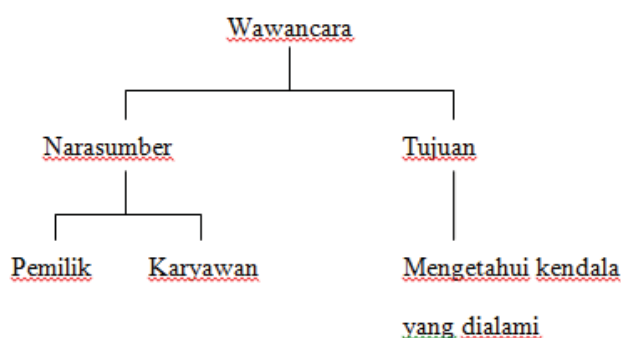 Wawancara
Narasumber
Tujuan
Pemilik
Karyawan
Mengetahui kendala
yang dialami